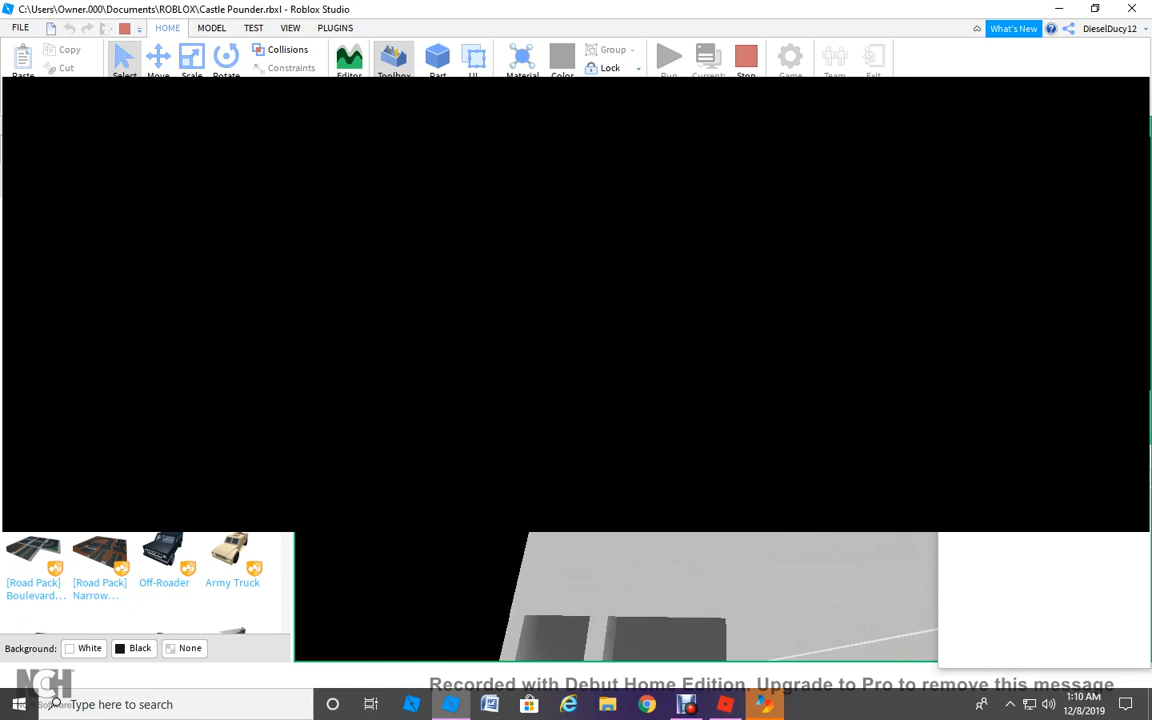 C:\Users\Owner.000\Documents\ROBLOX\Castle Pounder.rbxl - Roblox Studio
FILE HOME MODEL TEST VIEW PLUGINS What's New DieselDucy12
Copy Collisions Group
Cut Constraints Lock
Paste Select Move Scale Rotate Editor Toolbox Part UI Material Color Run Current: Stop Game Team Exit
[Road Pack] [Road Pack] Off-Roader Army Truck
Boulevard... Narrow...
Background: White Black None
NCH
Recorded with Debut Home Edition. Upgrade to Pro to remove this message
Type here to search
1:10 AM
12/8/2019